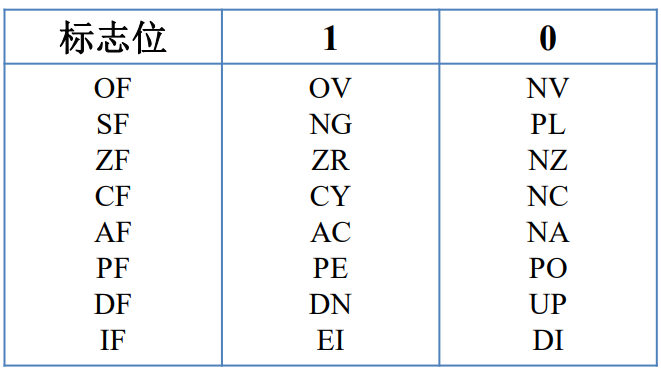 标志位 1 0
OF OV NV
SF NG PL
ZF ZR NZ
CF CY NC
AF AC NA
PF PE PO
DF DN UP
IF EI DI